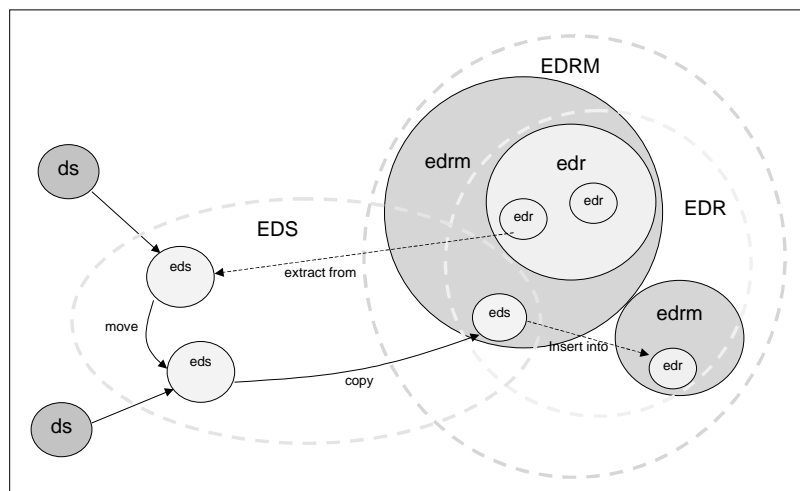 EDRM
edrm
edr
ds
edr
edr
EDR
EDS
eds
extract from
eds
edrm
move
Insert into
eds
edr
copy
ds